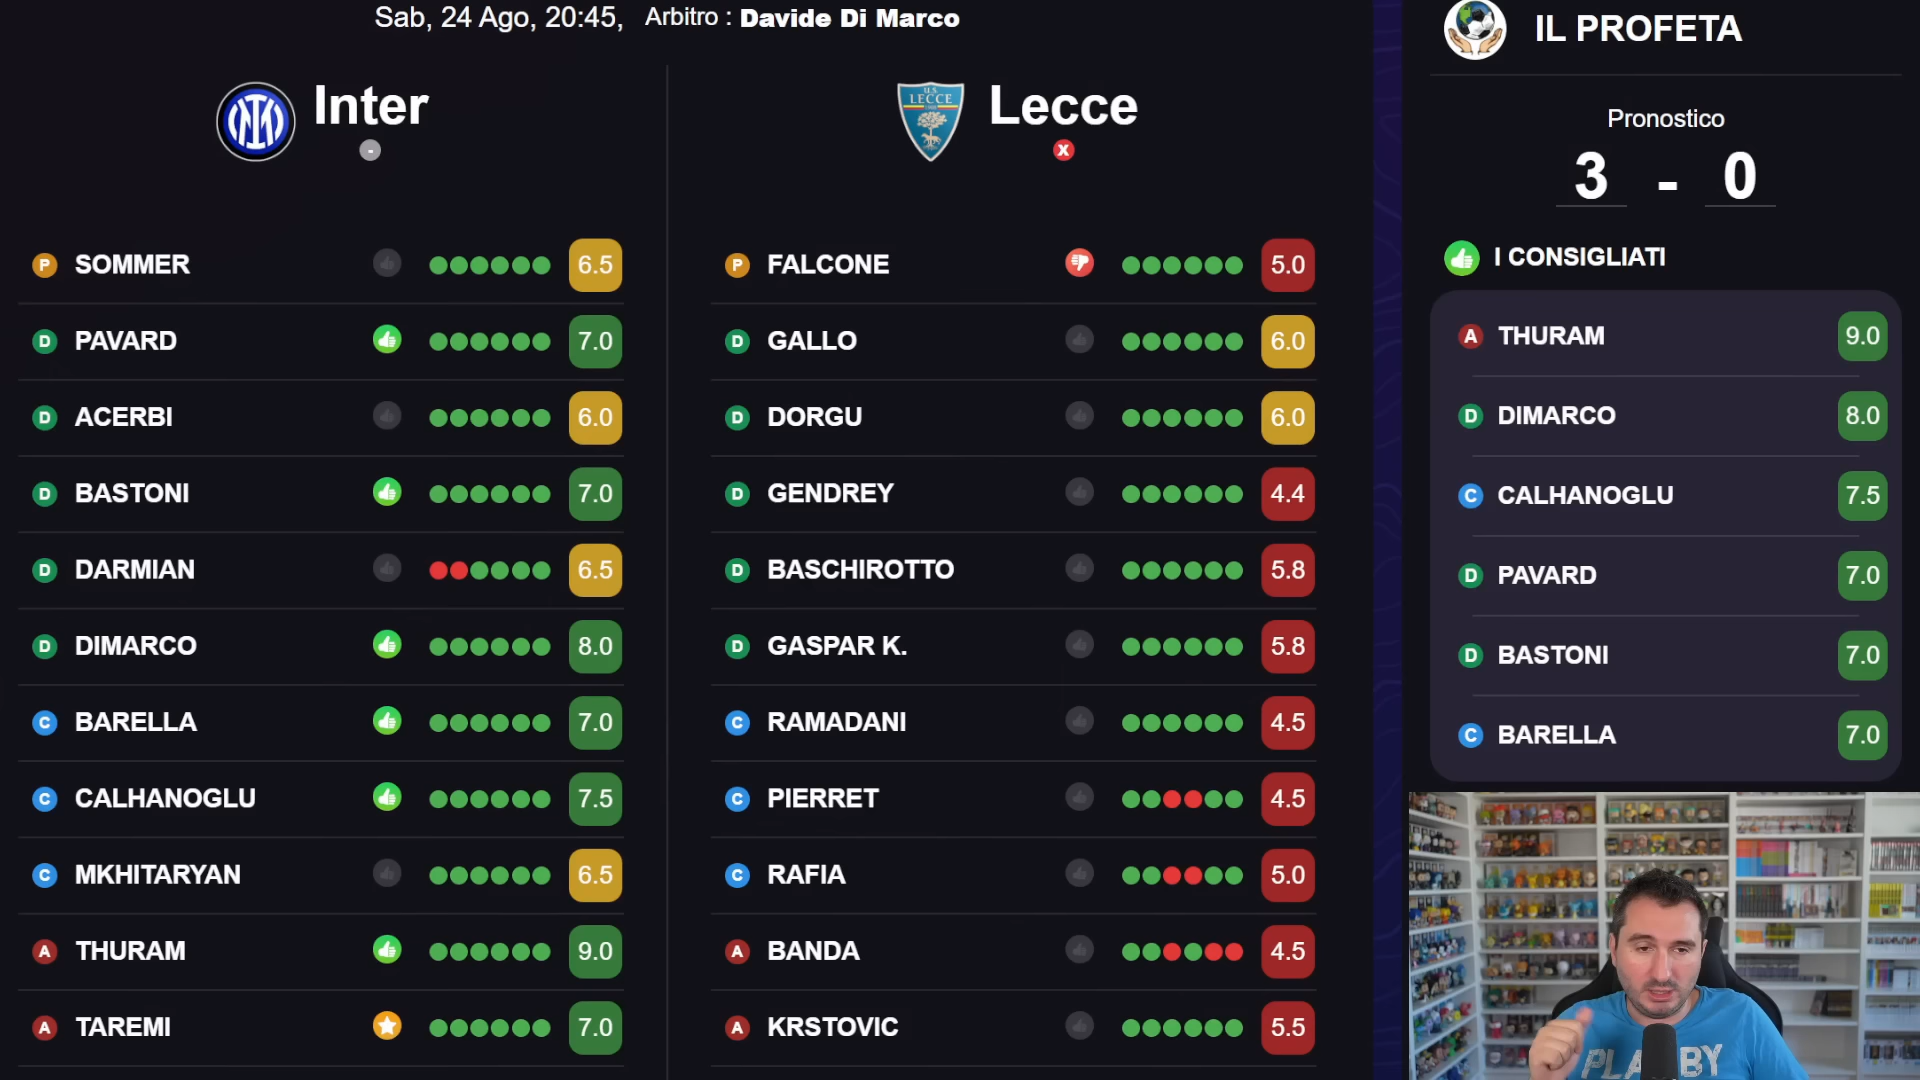 Sab, 24 Ago, 20:45, Arbitro : Davide Di Marco
Inter
-
P SOMMER 6.5
D PAVARD 7.0
D ACERBI 6.0
D BASTONI 7.0
D DARMIAN 6.5
D DIMARCO 8.0
C BARELLA 7.0
C CALHANOGLU 7.5
C MKHITARYAN 6.5
A THURAM 9.0
A TAREMI 7.0
U.S.
LECCE
Lecce
X
P FALCONE 5.0
D GALLO 6.0
D DORGU 6.0
D GENDREY 4.4
D BASCHIROTTO 5.8
D GASPAR K. 5.8
C RAMADANI 4.5
C PIERRET 4.5
C RAFIA 5.0
A BANDA 4.5
A KRSTOVIC 5.5
IL PROFETA
Pronostico
3 - 0
I CONSIGLIATI
A THURAM 9.0
D DIMARCO 8.0
C CALHANOGLU 7.5
D PAVARD 7.0
D BASTONI 7.0
C BARELLA 7.0